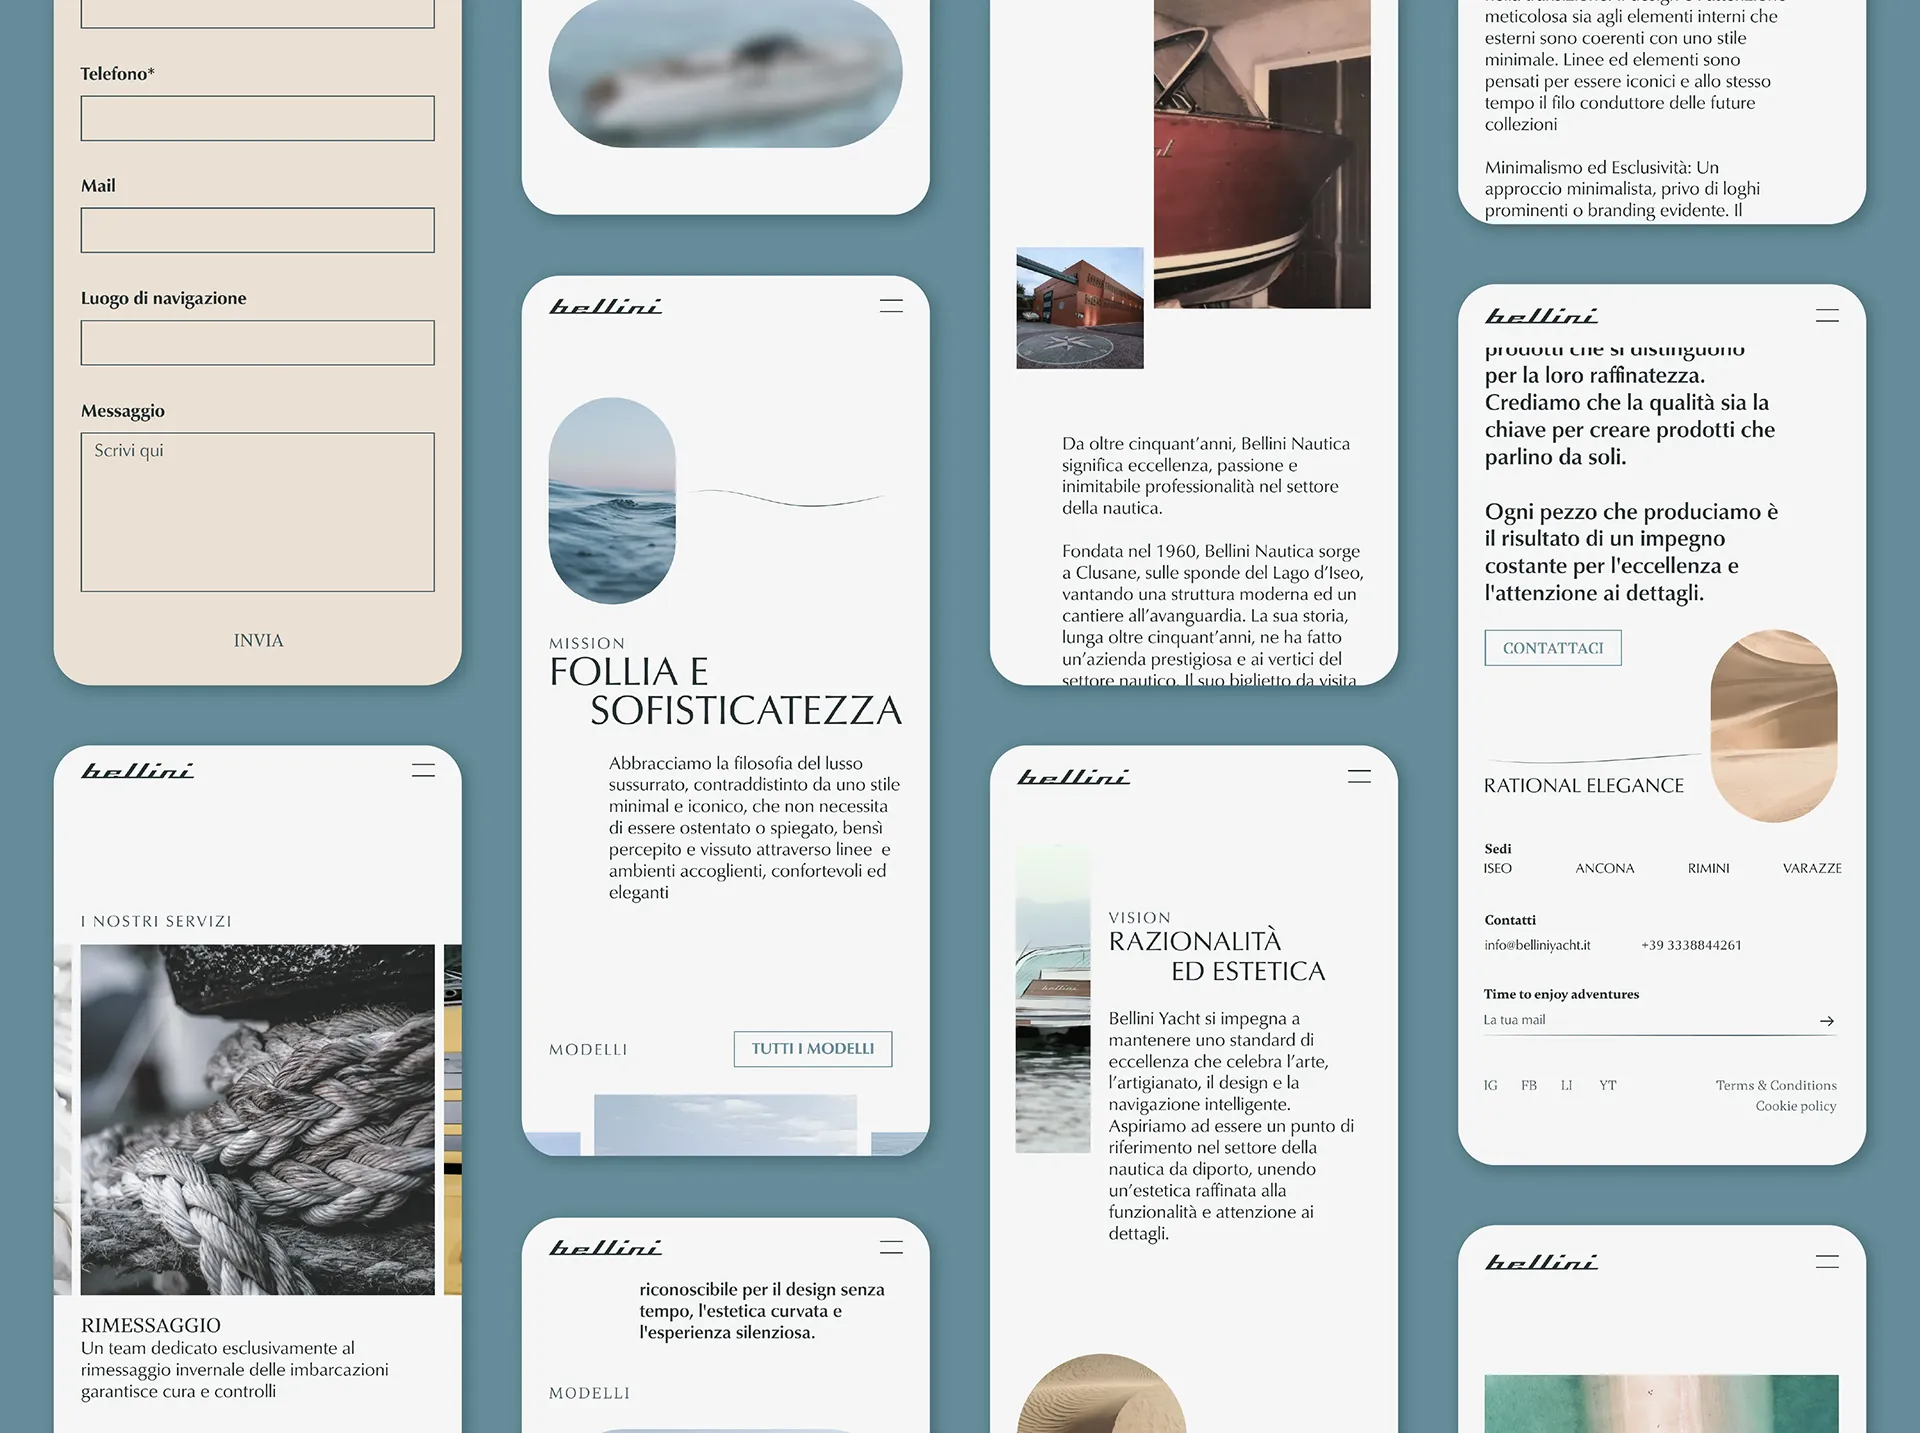 Telefono*
Mail
Luogo di navigazione
Messaggio
Scrivi qui
INVIA
bellini
I NOSTRI SERVIZI
RIMESSAGGIO
Un team dedicato esclusivamente al
rimessaggio invernale delle imbarcazioni
garantisce cura e controlli
bellini
MISSION
FOLLIA E
SOFISTICATEZZA
Abbracciamo la filosofia del lusso
sussurrato, contraddistinto da uno stile
minimal e iconico, che non necessita
di essere ostentato o spiegato, bensì
percepito e vissuto attraverso linee e
ambienti accoglienti, confortevoli ed
eleganti
MODELLI
TUTTI I MODELLI
bellini
riconoscibile per il design senza
tempo, l'estetica curvata e
l'esperienza silenziosa.
MODELLI
Da oltre cinquant’anni, Bellini Nautica
significa eccellenza, passione e
inimitabile professionalità nel settore
della nautica.
Fondata nel 1960, Bellini Nautica sorge
a Clusane, sulle sponde del Lago d’Iseo,
vantando una struttura moderna ed un
cantiere all’avanguardia. La sua storia,
lunga oltre cinquant’anni, ne ha fatto
un’azienda prestigiosa e ai vertici del
settore nautico. Il suo biglietto da visita
bellini
bellini
VISION
RAZIONALITÀ
ED ESTETICA
Bellini Yacht si impegna a
mantenere uno standard di
eccellenza che celebra l’arte,
l’artigianato, il design e la
navigazione intelligente.
Aspiriamo ad essere un punto di
riferimento nel settore della
nautica da diporto, unendo
un’estetica raffinata alla
funzionalità e attenzione ai
dettagli.
meticolosa sia agli elementi interni che
esterni sono coerenti con uno stile
minimale. Linee ed elementi sono
pensati per essere iconici e allo stesso
tempo il filo conduttore delle future
collezioni
Minimalismo ed Esclusività: Un
approccio minimalista, privo di loghi
prominenti o branding evidente. Il
bellini
prodotti che si distinguono
per la loro raffinatezza.
Crediamo che la qualità sia la
chiave per creare prodotti che
parlino da soli.
Ogni pezzo che produciamo è
il risultato di un impegno
costante per l'eccellenza e
l'attenzione ai dettagli.
CONTATTACI
RATIONAL ELEGANCE
Sedi
ISEO ANCONA RIMINI VARAZZE
Contatti
info@belliniyacht.it +39 3338844261
Time to enjoy adventures
La tua mail
IG FB LI YT Terms & Conditions
Cookie policy
bellini